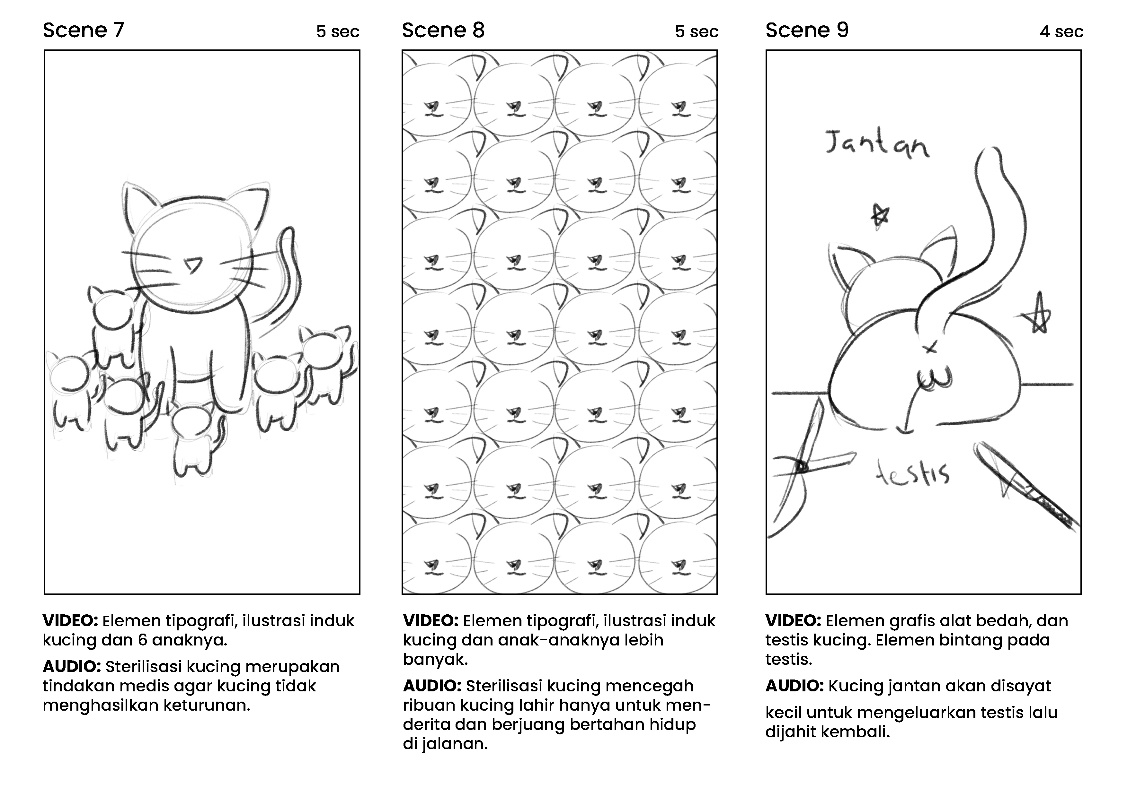 Scene 7
5 sec
VIDEO: Elemen tipografi, ilustrasi induk
kucing dan 6 anaknya.
AUDIO: Sterilisasi kucing merupakan
tindakan medis agar kucing tidak
menghasilkan keturunan.
Scene 8
5 sec
VIDEO: Elemen tipografi, ilustrasi induk
kucing dan anak-anaknya lebih
banyak.
AUDIO: Sterilisasi kucing mencegah
ribuan kucing lahir hanya untuk men-
derita dan berjuang bertahan hidup
di jalanan.
Scene 9
4 sec
Jantan
testis
VIDEO: Elemen grafis alat bedah, dan
testis kucing. Elemen bintang pada
testis.
AUDIO: Kucing jantan akan disayat
kecil untuk mengeluarkan testis lalu
dijahit kembali.